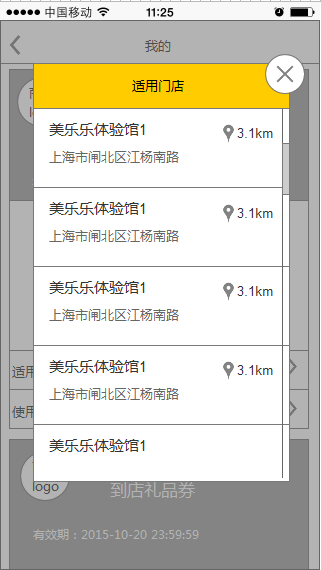 中国移动 11:25
我的
适用门店
美乐乐体验馆1 3.1km
上海市闸北区江杨南路
美乐乐体验馆1 3.1km
上海市闸北区江杨南路
美乐乐体验馆1 3.1km
上海市闸北区江杨南路
适用
美乐乐体验馆1 3.1km
上海市闸北区江杨南路
使用
美乐乐体验馆1
logo
到店礼品券
有效期：2015-10-20 23:59:59